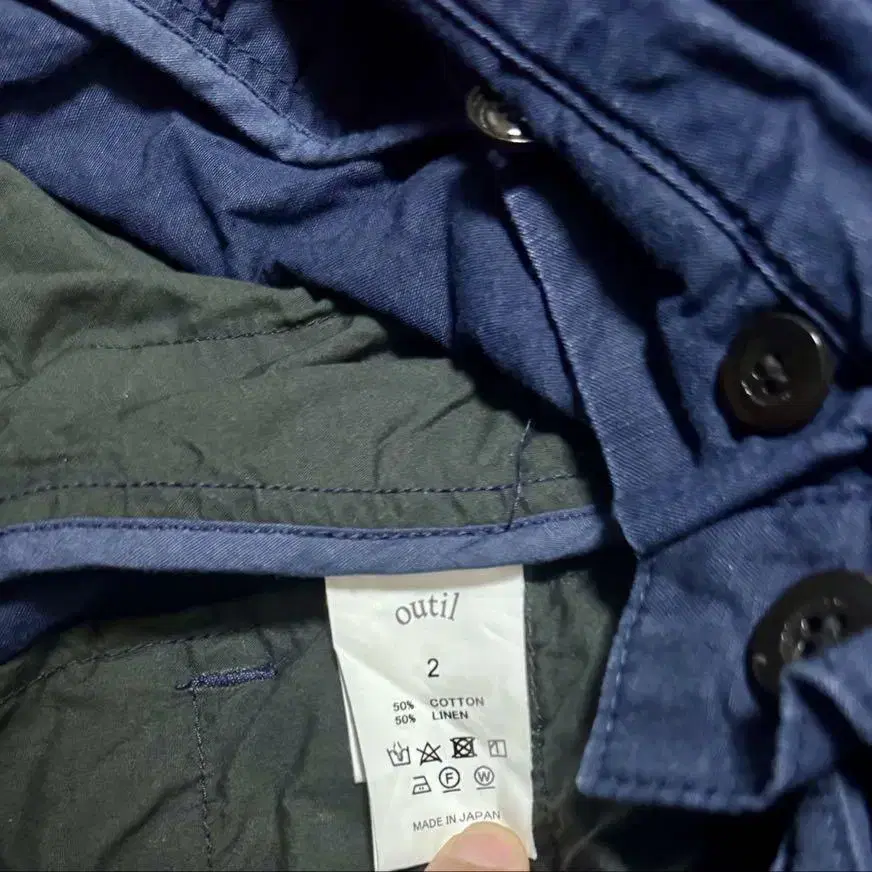 outil
2
50% COTTON
50% LINEN
F W
MADE IN JAPAN